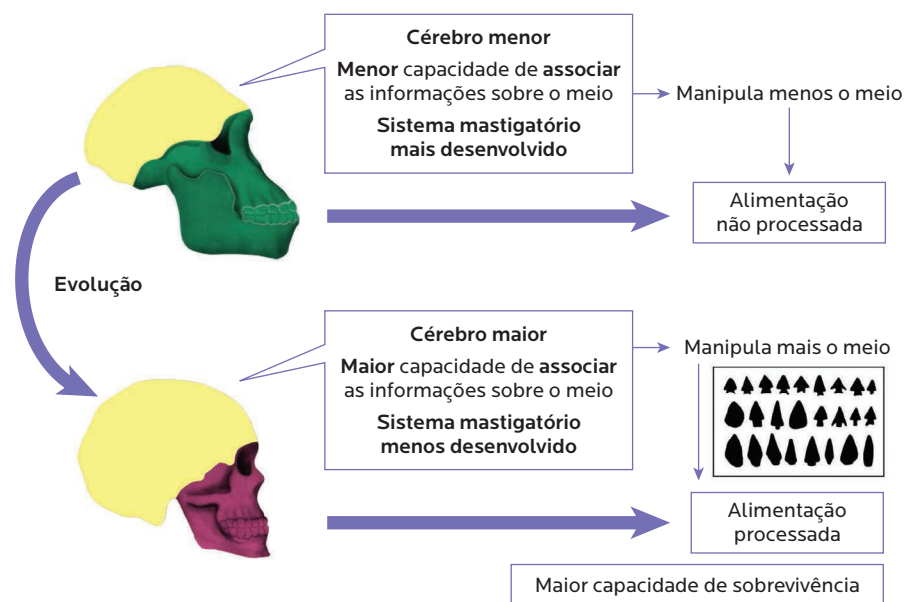 Cérebro menor
Menor capacidade de associar
as informações sobre o meio
Sistema mastigatório
mais desenvolvido
Manipula menos o meio
Alimentação
não processada
Evolução
Cérebro maior
Maior capacidade de associar
as informações sobre o meio
Sistema mastigatório
menos desenvolvido
Manipula mais o meio
Alimentação
processada
Maior capacidade de sobrevivência